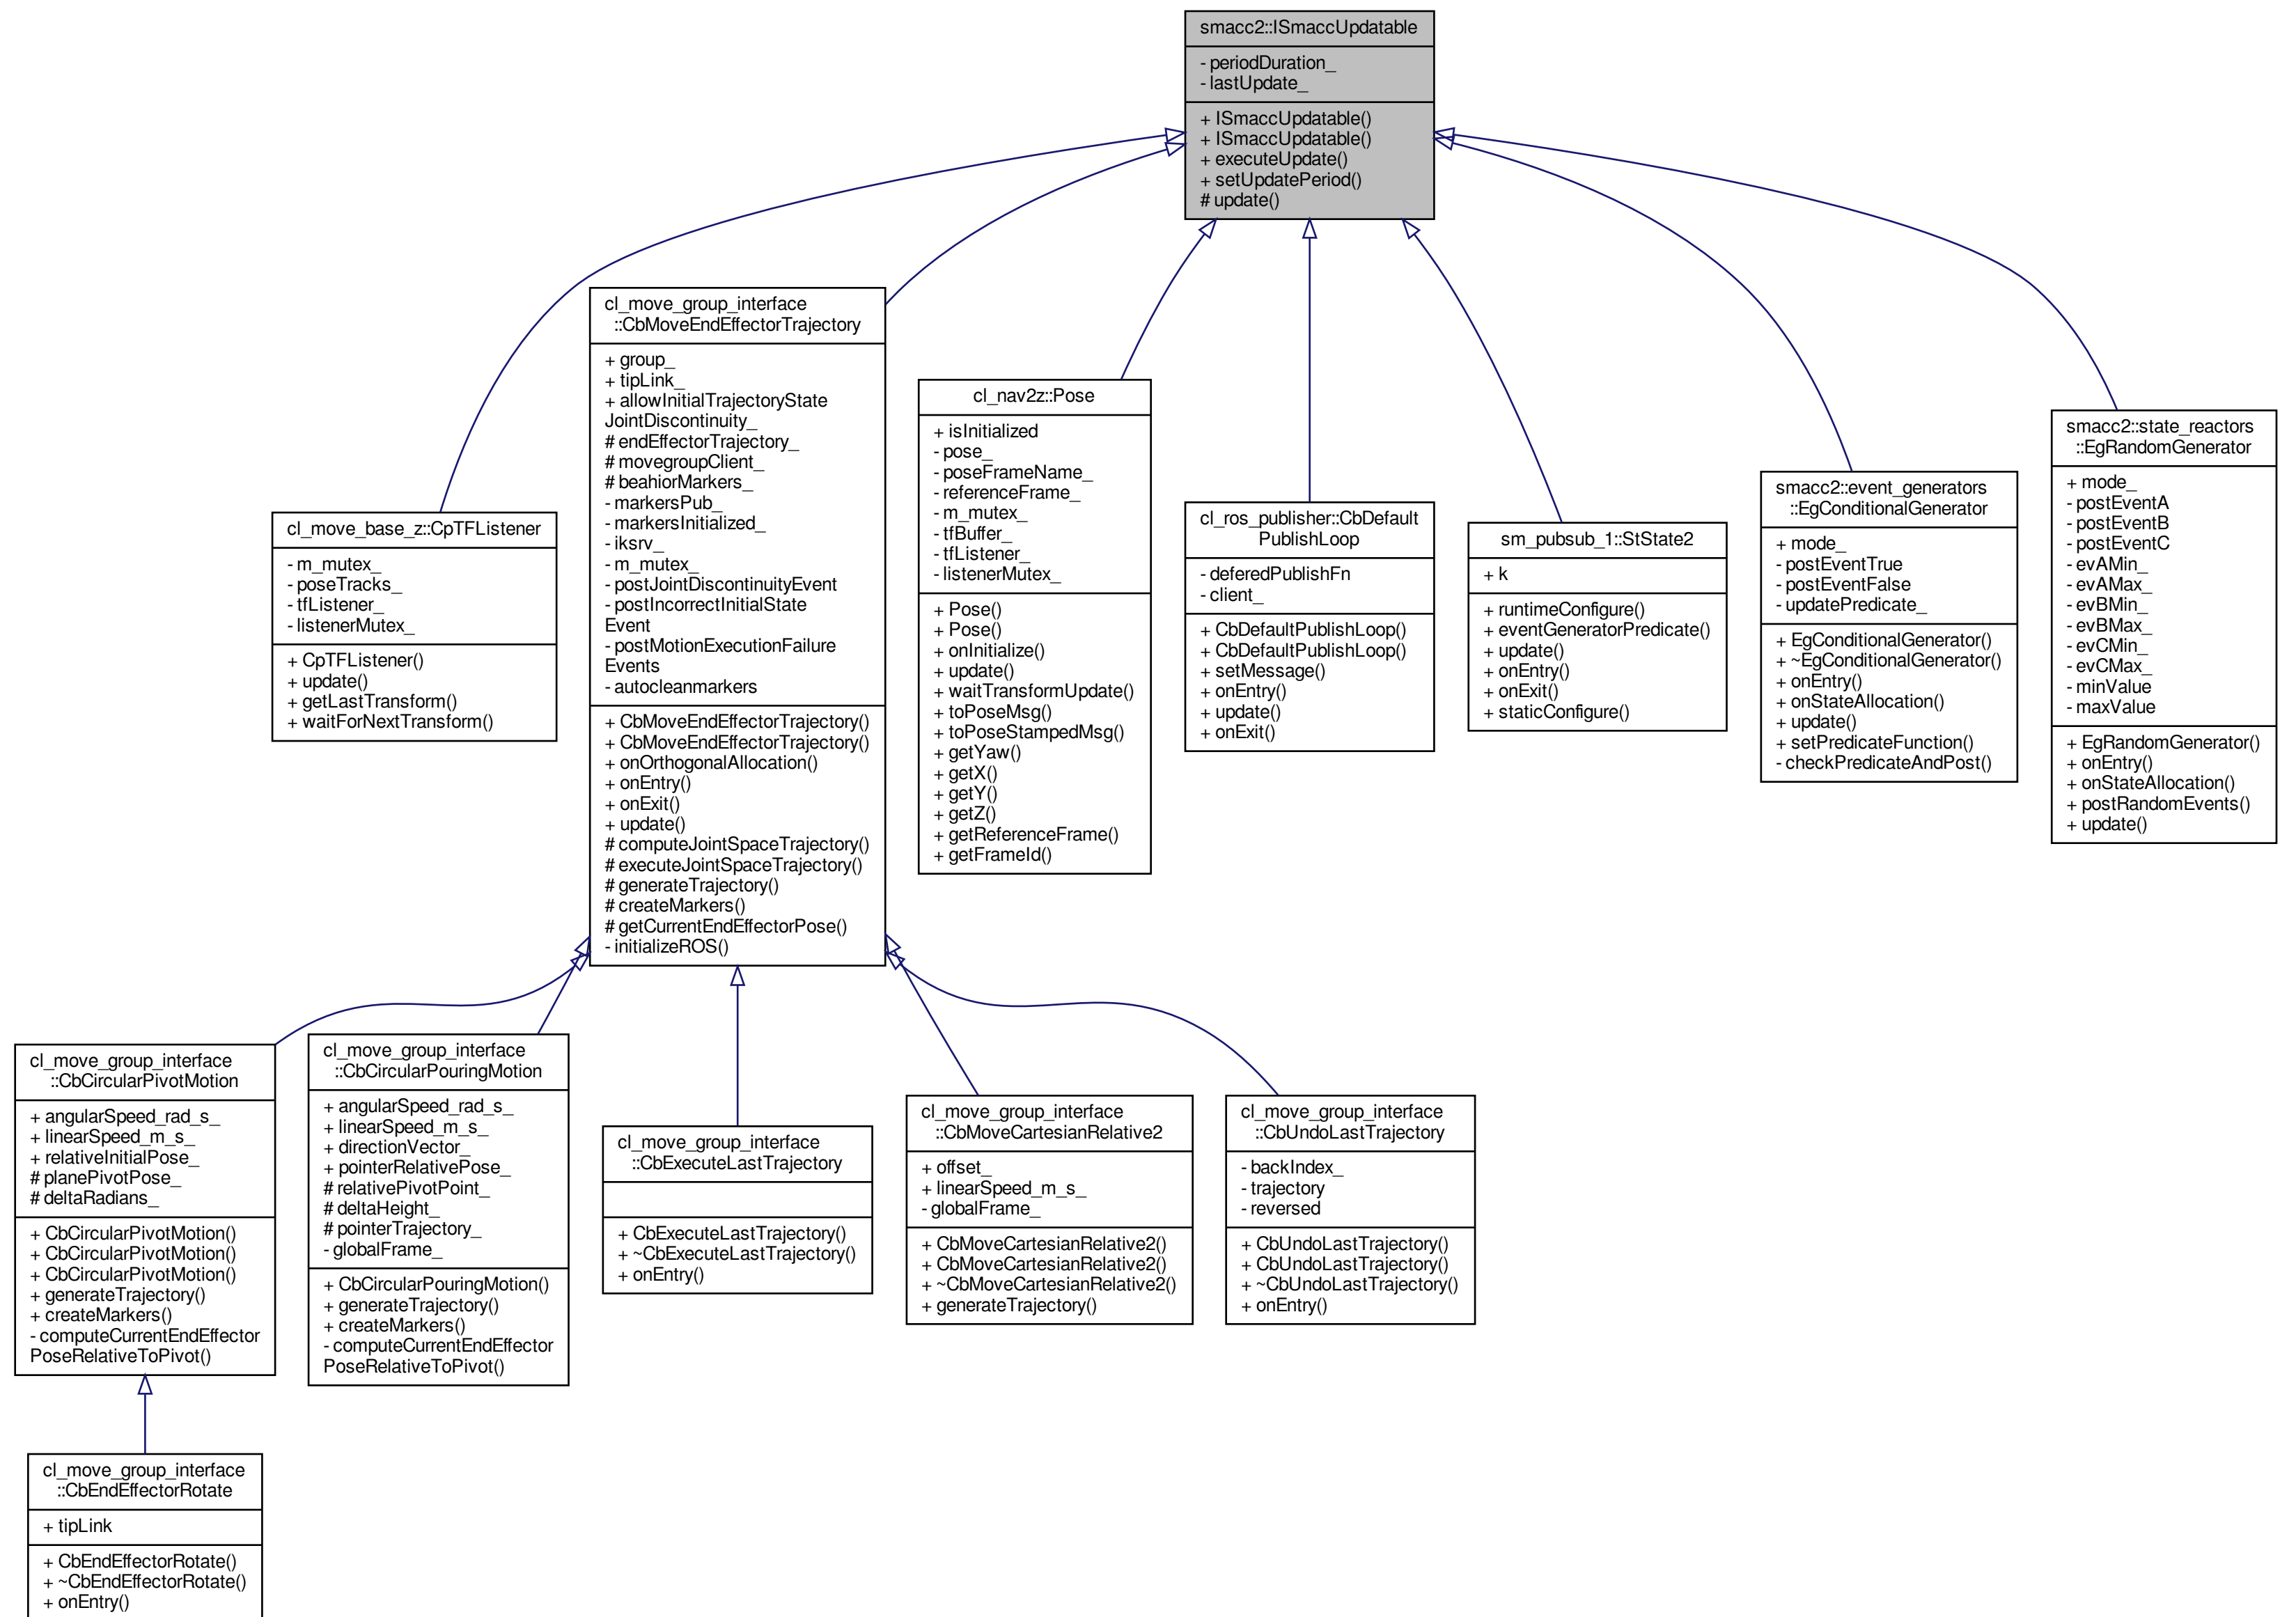 smacc2::ISmaccUpdatable
- periodDuration_
- lastUpdate_
+ ISmaccUpdatable()
+ ISmaccUpdatable()
+ executeUpdate()
+ setUpdatePeriod()
# update()
cl_move_base_z::CpTFListener
- m_mutex_
- poseTracks_
- tfListener_
- listenerMutex_
+ CpTFListener()
+ update()
+ getLastTransform()
+ waitForNextTransform()
cl_move_group_interface
::CbMoveEndEffectorTrajectory
+ group_
+ tipLink_
+ allowInitialTrajectoryState
JointDiscontinuity_
# endEffectorTrajectory_
# movegroupClient_
# beahiorMarkers_
- markersPub_
- markersInitialized_
- iksrv_
- m_mutex_
- postJointDiscontinuityEvent
- postIncorrectInitialState
Event
- postMotionExecutionFailure
Events
- autocleanmarkers
+ CbMoveEndEffectorTrajectory()
+ CbMoveEndEffectorTrajectory()
+ onOrthogonalAllocation()
+ onEntry()
+ onExit()
+ update()
# computeJointSpaceTrajectory()
# executeJointSpaceTrajectory()
# generateTrajectory()
# createMarkers()
# getCurrentEndEffectorPose()
- initializeROS()
cl_nav2z::Pose
+ isInitialized
- pose_
- poseFrameName_
- referenceFrame_
- m_mutex_
- tfBuffer_
- tfListener_
- listenerMutex_
+ Pose()
+ Pose()
+ onInitialize()
+ update()
+ waitTransformUpdate()
+ toPoseMsg()
+ toPoseStampedMsg()
+ getYaw()
+ getX()
+ getY()
+ getZ()
+ getReferenceFrame()
+ getFrameId()
cl_ros_publisher::CbDefault
PublishLoop
- deferedPublishFn
- client_
+ CbDefaultPublishLoop()
+ CbDefaultPublishLoop()
+ setMessage()
+ onEntry()
+ update()
+ onExit()
sm_pubsub_1::StState2
+ k
+ runtimeConfigure()
+ eventGeneratorPredicate()
+ update()
+ onEntry()
+ onExit()
+ staticConfigure()
smacc2::event_generators
::EgConditionalGenerator
+ mode_
- postEventTrue
- postEventFalse
- updatePredicate_
+ EgConditionalGenerator()
+ ~EgConditionalGenerator()
+ onEntry()
+ onStateAllocation()
+ update()
+ setPredicateFunction()
- checkPredicateAndPost()
smacc2::state_reactors
::EgRandomGenerator
+ mode_
- postEventA
- postEventB
- postEventC
- evAMin_
- evAMax_
- evBMin_
- evBMax_
- evCMin_
- evCMax_
- minValue
- maxValue
+ EgRandomGenerator()
+ onEntry()
+ onStateAllocation()
+ postRandomEvents()
+ update()
cl_move_group_interface
::CbCircularPivotMotion
+ angularSpeed_rad_s_
+ linearSpeed_m_s_
+ relativeInitialPose_
# planePivotPose_
# deltaRadians_
+ CbCircularPivotMotion()
+ CbCircularPivotMotion()
+ CbCircularPivotMotion()
+ generateTrajectory()
+ createMarkers()
- computeCurrentEndEffector
PoseRelativeToPivot()
cl_move_group_interface
::CbCircularPouringMotion
+ angularSpeed_rad_s_
+ linearSpeed_m_s_
+ directionVector_
+ pointerRelativePose_
# relativePivotPoint_
# deltaHeight_
# pointerTrajectory_
- globalFrame_
+ CbCircularPouringMotion()
+ generateTrajectory()
+ createMarkers()
- computeCurrentEndEffector
PoseRelativeToPivot()
cl_move_group_interface
::CbExecuteLastTrajectory
+ CbExecuteLastTrajectory()
+ ~CbExecuteLastTrajectory()
+ onEntry()
cl_move_group_interface
::CbMoveCartesianRelative2
+ offset_
+ linearSpeed_m_s_
- globalFrame_
+ CbMoveCartesianRelative2()
+ CbMoveCartesianRelative2()
+ ~CbMoveCartesianRelative2()
+ generateTrajectory()
cl_move_group_interface
::CbUndoLastTrajectory
- backIndex_
- trajectory
- reversed
+ CbUndoLastTrajectory()
+ CbUndoLastTrajectory()
+ ~CbUndoLastTrajectory()
+ onEntry()
cl_move_group_interface
::CbEndEffectorRotate
+ tipLink
+ CbEndEffectorRotate()
+ ~CbEndEffectorRotate()
+ onEntry()